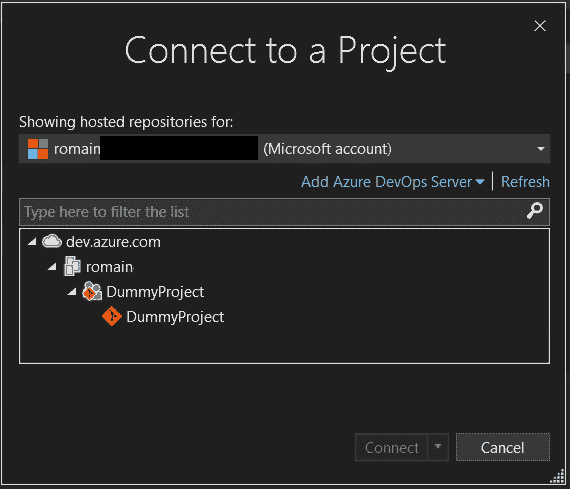 Connect to a Project
Showing hosted repositories for:
romain (Microsoft account)
Add Azure DevOps Server Refresh
Type here to filter the list
dev.azure.com
romain
DummyProject
DummyProject
Connect Cancel